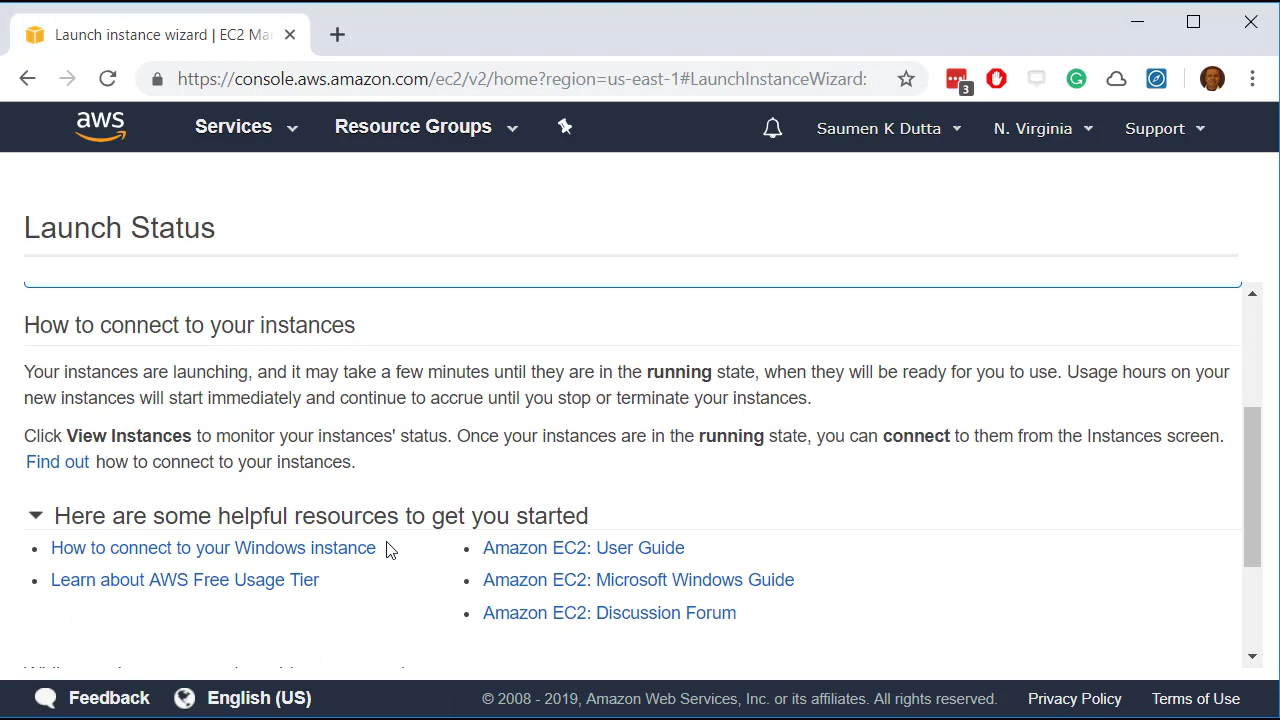 Launch instance wizard | EC2 Ma
https://console.aws.amazon.com/ec2/v2/home?region=us-east-1#LaunchInstanceWizard:
3
aws Services Resource Groups Saumen K Dutta N. Virginia Support
Launch Status
How to connect to your instances
Your instances are launching, and it may take a few minutes until they are in the running state, when they will be ready for you to use. Usage hours on your
new instances will start immediately and continue to accrue until you stop or terminate your instances.
Click View Instances to monitor your instances' status. Once your instances are in the running state, you can connect to them from the Instances screen.
Find out how to connect to your instances.
Here are some helpful resources to get you started
How to connect to your Windows instance
Learn about AWS Free Usage Tier
Amazon EC2: User Guide
Amazon EC2: Microsoft Windows Guide
Amazon EC2: Discussion Forum
Feedback English (US) © 2008 - 2019, Amazon Web Services, Inc. or its affiliates. All rights reserved. Privacy Policy Terms of Use